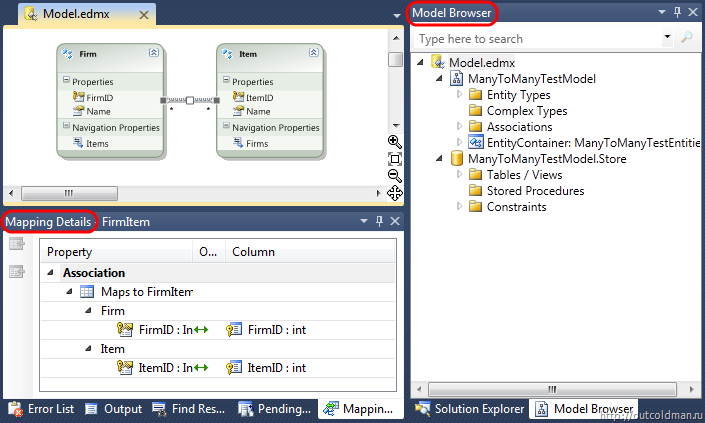 Model.edmx
Firm
Properties
FirmID
Name
Navigation Properties
Items
Item
Properties
ItemID
Name
Navigation Properties
Firms
* *
Mapping Details - FirmItem
Property O... Column
Association
Maps to FirmItem
Firm
FirmID : In FirmID : int
Item
ItemID : In ItemID : int
Error List Output Find Res... Pending... Mappin...
Model Browser
Type here to search
Model.edmx
ManyToManyTestModel
Entity Types
Complex Types
Associations
EntityContainer: ManyToManyTestEntitie
ManyToManyTestModel.Store
Tables / Views
Stored Procedures
Constraints
Solution Explorer Model Browser
http://outcoldman.ru